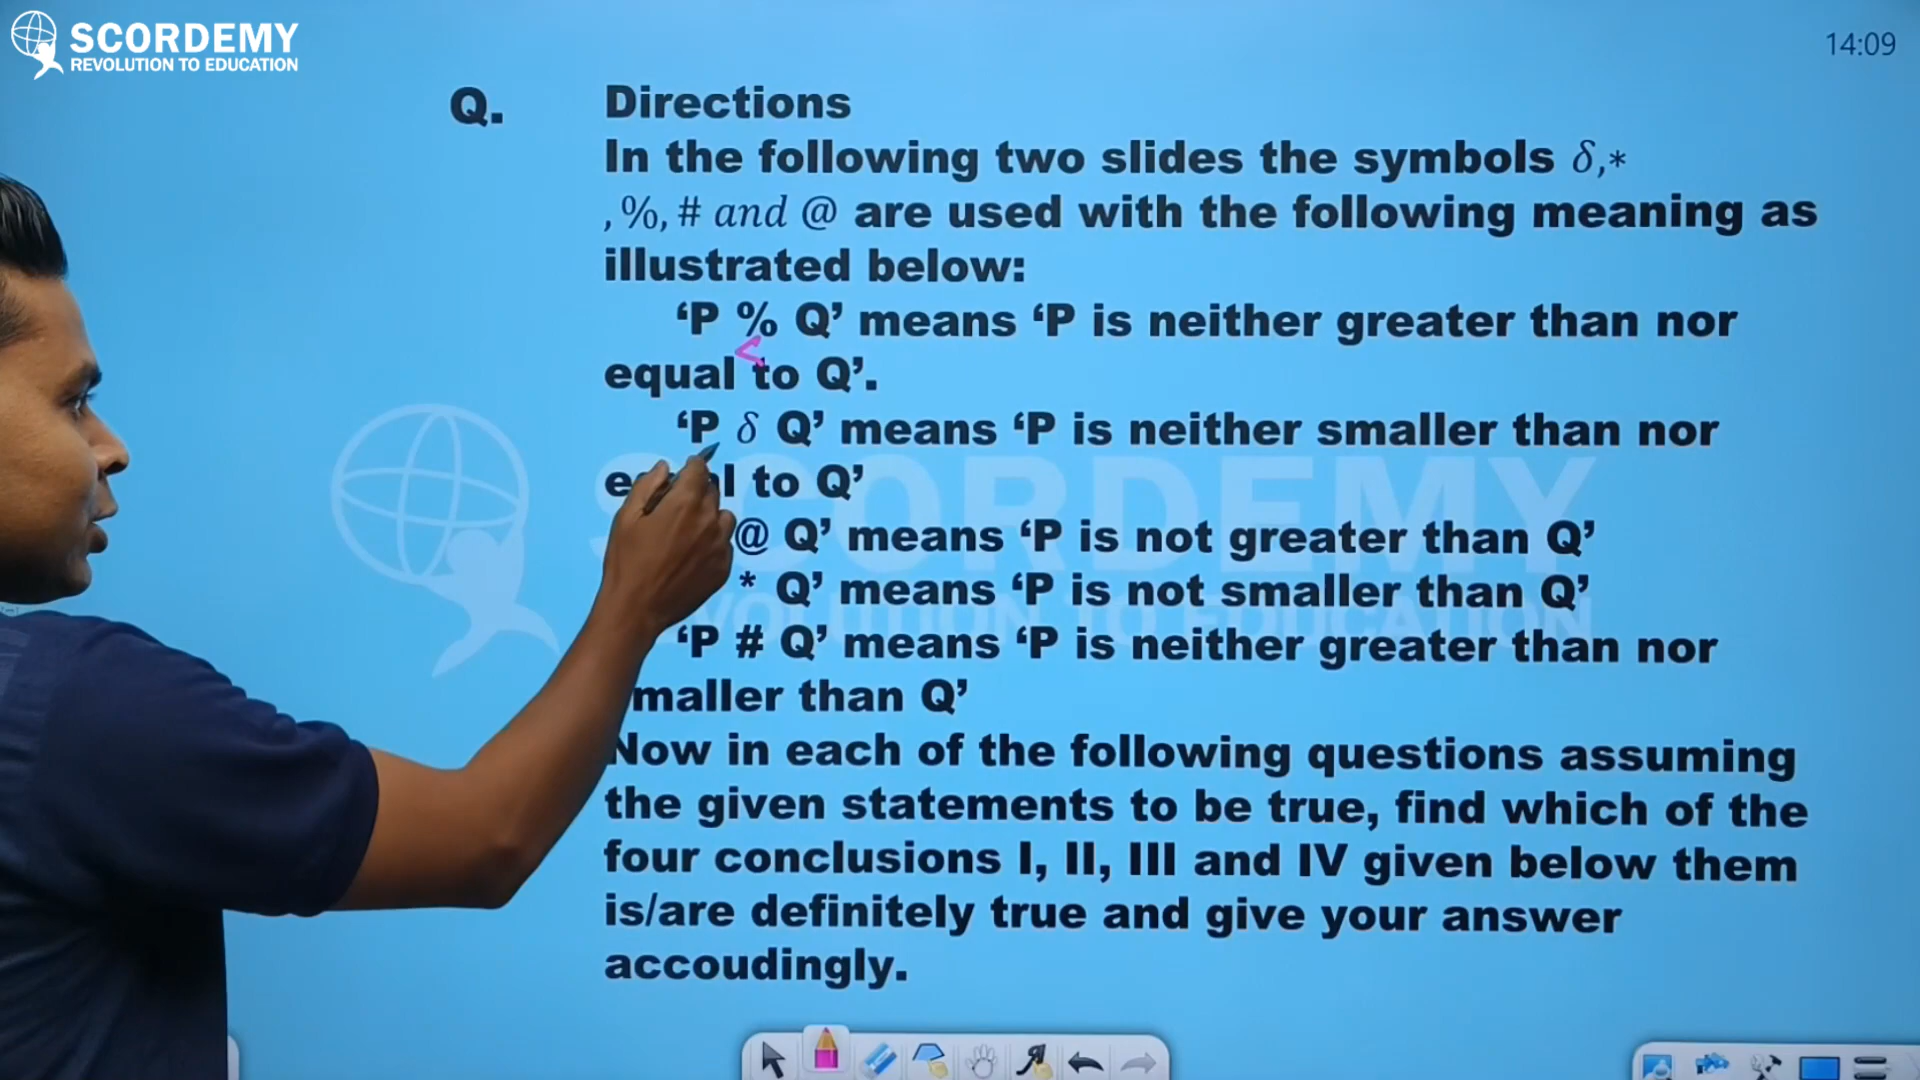 SCORDEMY
REVOLUTION TO EDUCATION
14:09
Q. Directions
In the following two slides the symbols δ,*
,%, # and @ are used with the following meaning as
illustrated below:
‘P % Q’ means ‘P is neither greater than nor
<
equal to Q’.
‘P δ Q’ means ‘P is neither smaller than nor
to Q’
@ Q’ means ‘P is not greater than Q’
* Q’ means ‘P is not smaller than Q’
‘P # Q’ means ‘P is neither greater than nor
maller than Q’
Now in each of the following questions assuming
the given statements to be true, find which of the
four conclusions I, II, III and IV given below them
is/are definitely true and give your answer
accoudingly.
SCORDEMY
REVOLUTION TO EDUCATION